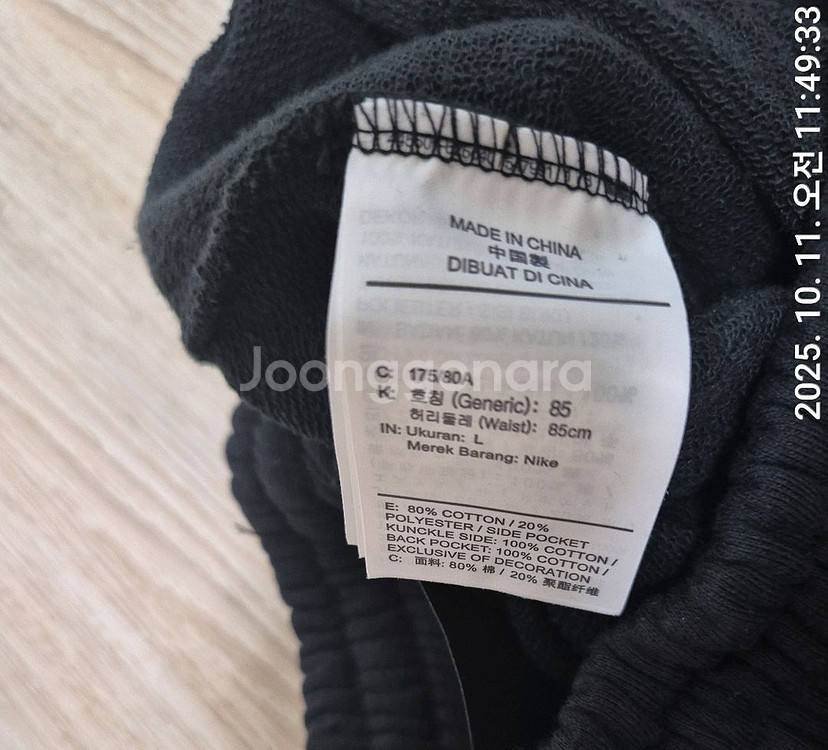 MADE IN CHINA
中国製
DIBUAT DI CINA
C: 175/80A
K: 호칭 (Generic): 85
허리둘레 (Waist): 85cm
IN: Ukuran: L
Merek Barang: Nike
E: 80% COTTON / 20%
POLYESTER / SIDE POCKET
KUNCKLE SIDE: 100% COTTON /
BACK POCKET: 100% COTTON /
EXCLUSIVE OF DECORATION
C: 面料: 80% 棉 / 20% 聚酯纤维
Joonggonara
2025. 10. 11. 오전 11:49:33